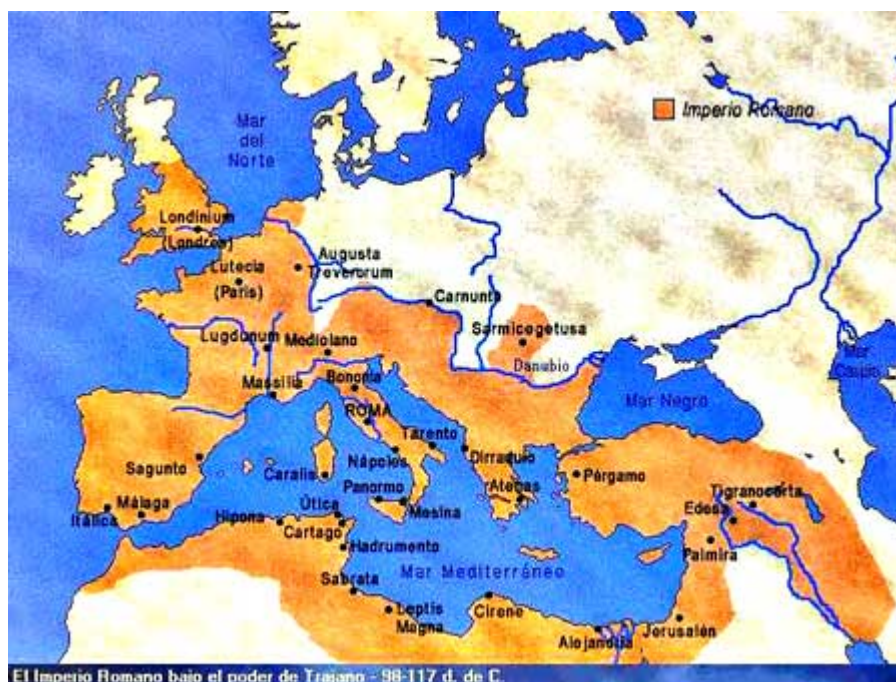 Mar
del
Norte
Imperio Romano
Londinium
(Londres)
Lutecia
(Paris)
Augusta
Treverorum
Carnunto
Sarmicegetusa
Lugdonum
Mediolano
Danubio
Mar
Caspio
Bononia
Massilia
Mar Negro
ROMA
Tarento
Dirraquio
Sagunto
Caralis
Nápoles
Pérgamo
Panormo
Atenas
Tigranocerta
Itálica
Málaga
Útica
Mesina
Edesa
Hipona
Cartago
Palmira
Hadrumento
Mar Mediterráneo
Sabrata
Leptis
Magna
Cirene
Alejandria
Jerusalén
El Imperio Romano bajo el poder de Trajano - 98-117 d. de C.